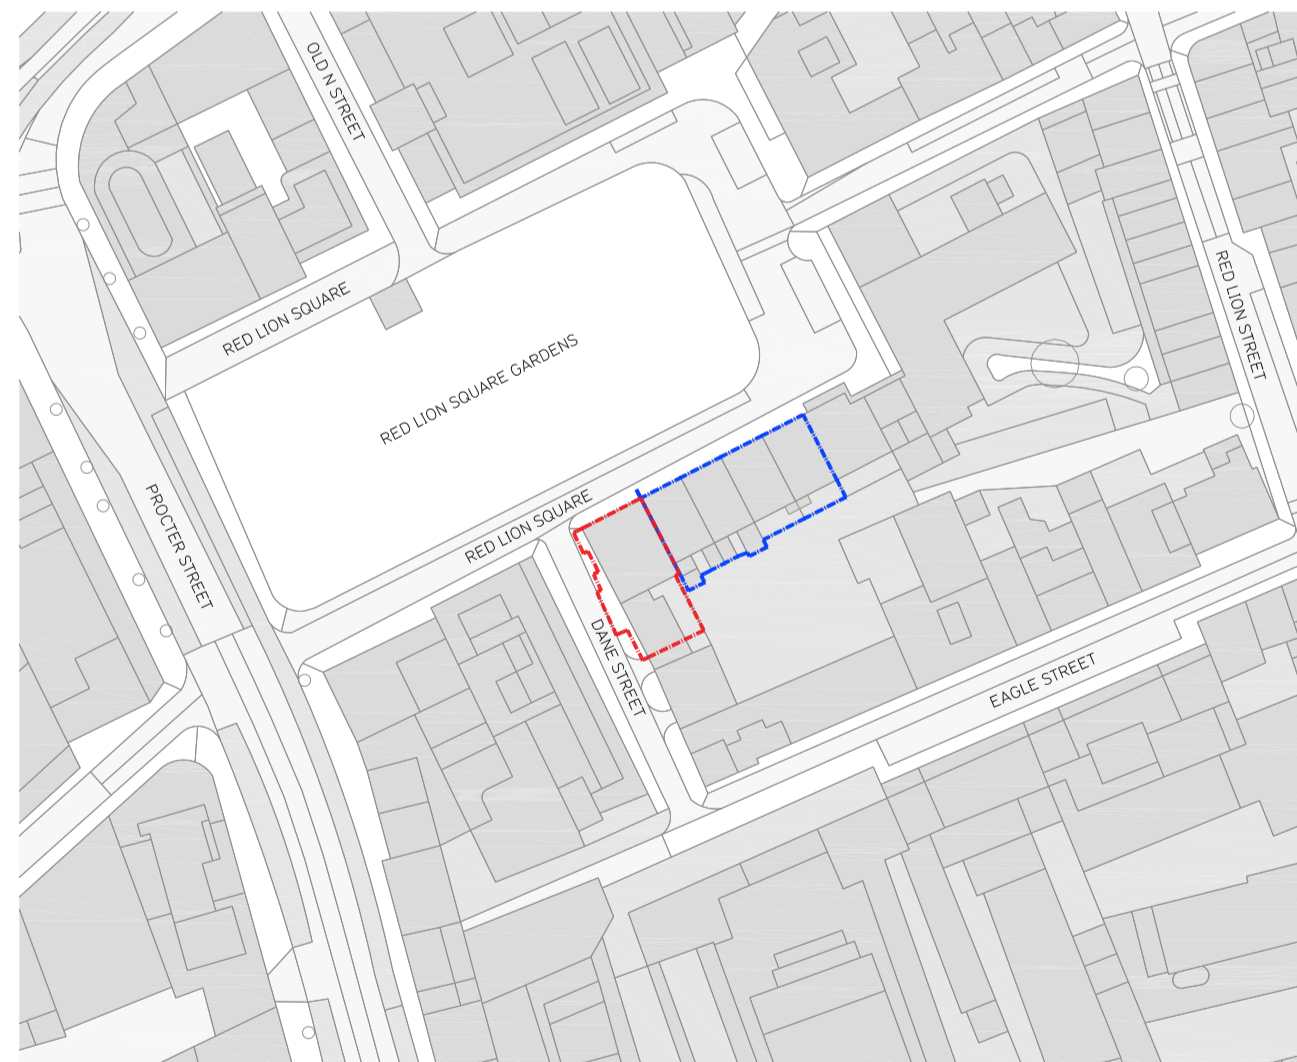 OLD N STREET
RED LION SQUARE
RED LION STREET
RED LION SQUARE GARDENS
PROCTER STREET
RED LION SQUARE
DANE STREET
EAGLE STREET